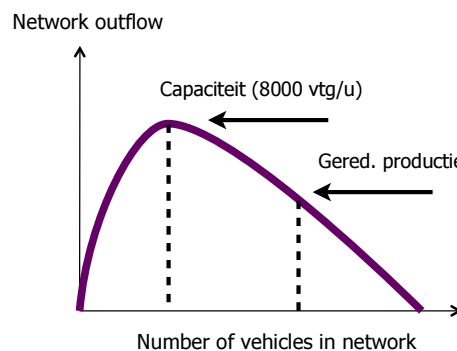 Network outflow
Capaciteit (8000 vtg/u)
Gered. productie
Number of vehicles in network